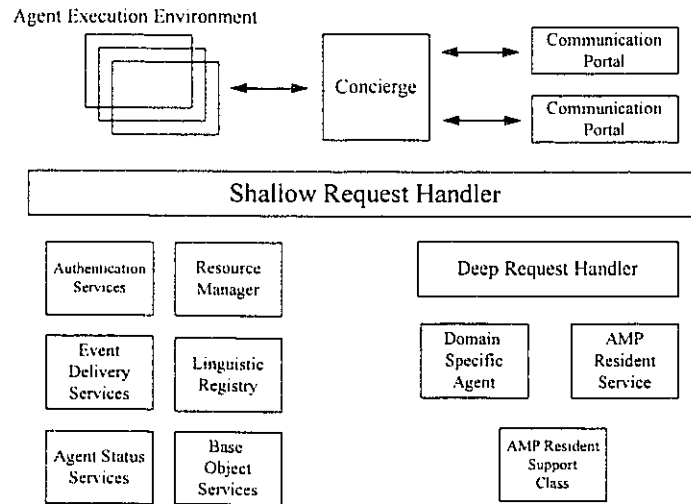 Agent Execution Environment
Communication
Portal
Concierge
Communication
Portal
Shallow Request Handler
Authentication
Services
Resource
Manager
Deep Request Handler
Event
Delivery
Services
Linguistic
Registry
Domain
Specific
Agent
AMP
Resident
Service
Agent Status
Services
Base
Object
Services
AMP Resident
Support
Class